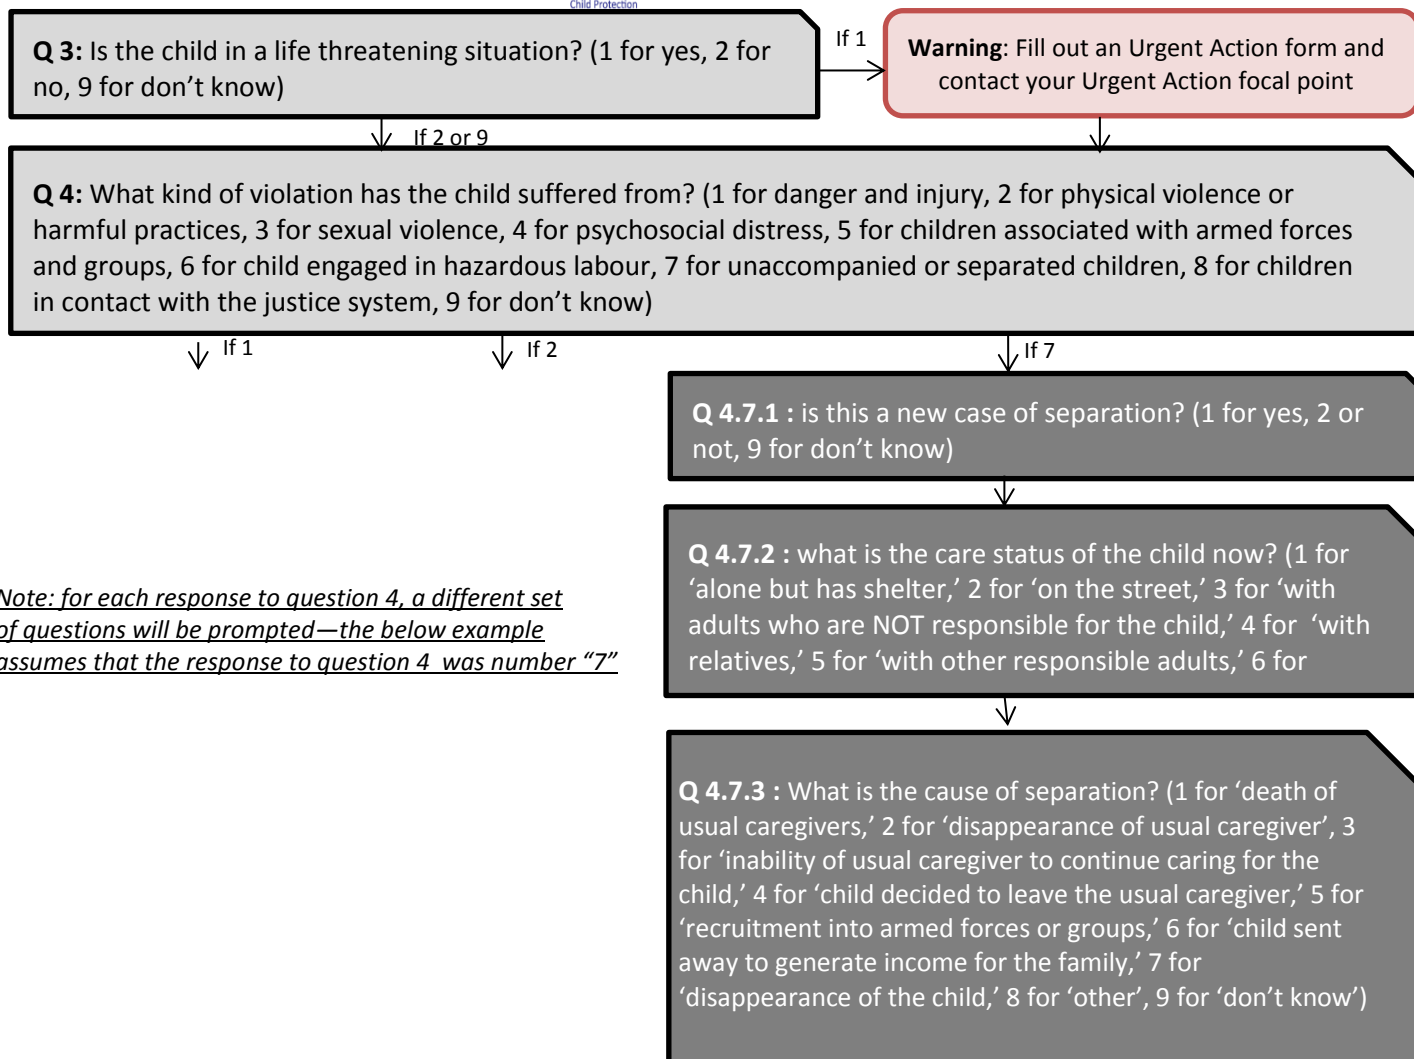 Child Protection
Q 3: Is the child in a life threatening situation? (1 for yes, 2 for
no, 9 for don't know)
If 1
Warning: Fill out an Urgent Action form and
contact your Urgent Action focal point
If 2 or 9
Q 4: What kind of violation has the child suffered from? (1 for danger and injury, 2 for physical violence or
harmful practices, 3 for sexual violence, 4 for psychosocial distress, 5 for children associated with armed forces
and groups, 6 for child engaged in hazardous labour, 7 for unaccompanied or separated children, 8 for children
in contact with the justice system, 9 for don’t know)
If 1
If 2
If 7
Q 4.7.1 : is this a new case of separation? (1 for yes, 2 or
not, 9 for don’t know)
Q 4.7.2 : what is the care status of the child now? (1 for
‘alone but has shelter,’ 2 for ‘on the street,’ 3 for ‘with
adults who are NOT responsible for the child,’ 4 for ‘with
relatives,’ 5 for ‘with other responsible adults,’ 6 for
Note: for each response to question 4, a different set
of questions will be prompted—the below example
assumes that the response to question 4 was number “7”
Q 4.7.3 : What is the cause of separation? (1 for ‘death of
usual caregivers,’ 2 for ‘disappearance of usual caregiver’, 3
for ‘inability of usual caregiver to continue caring for the
child,’ 4 for ‘child decided to leave the usual caregiver,’ 5 for
‘recruitment into armed forces or groups,’ 6 for ‘child sent
away to generate income for the family,’ 7 for
‘disappearance of the child,’ 8 for ‘other’, 9 for ‘don’t know’)